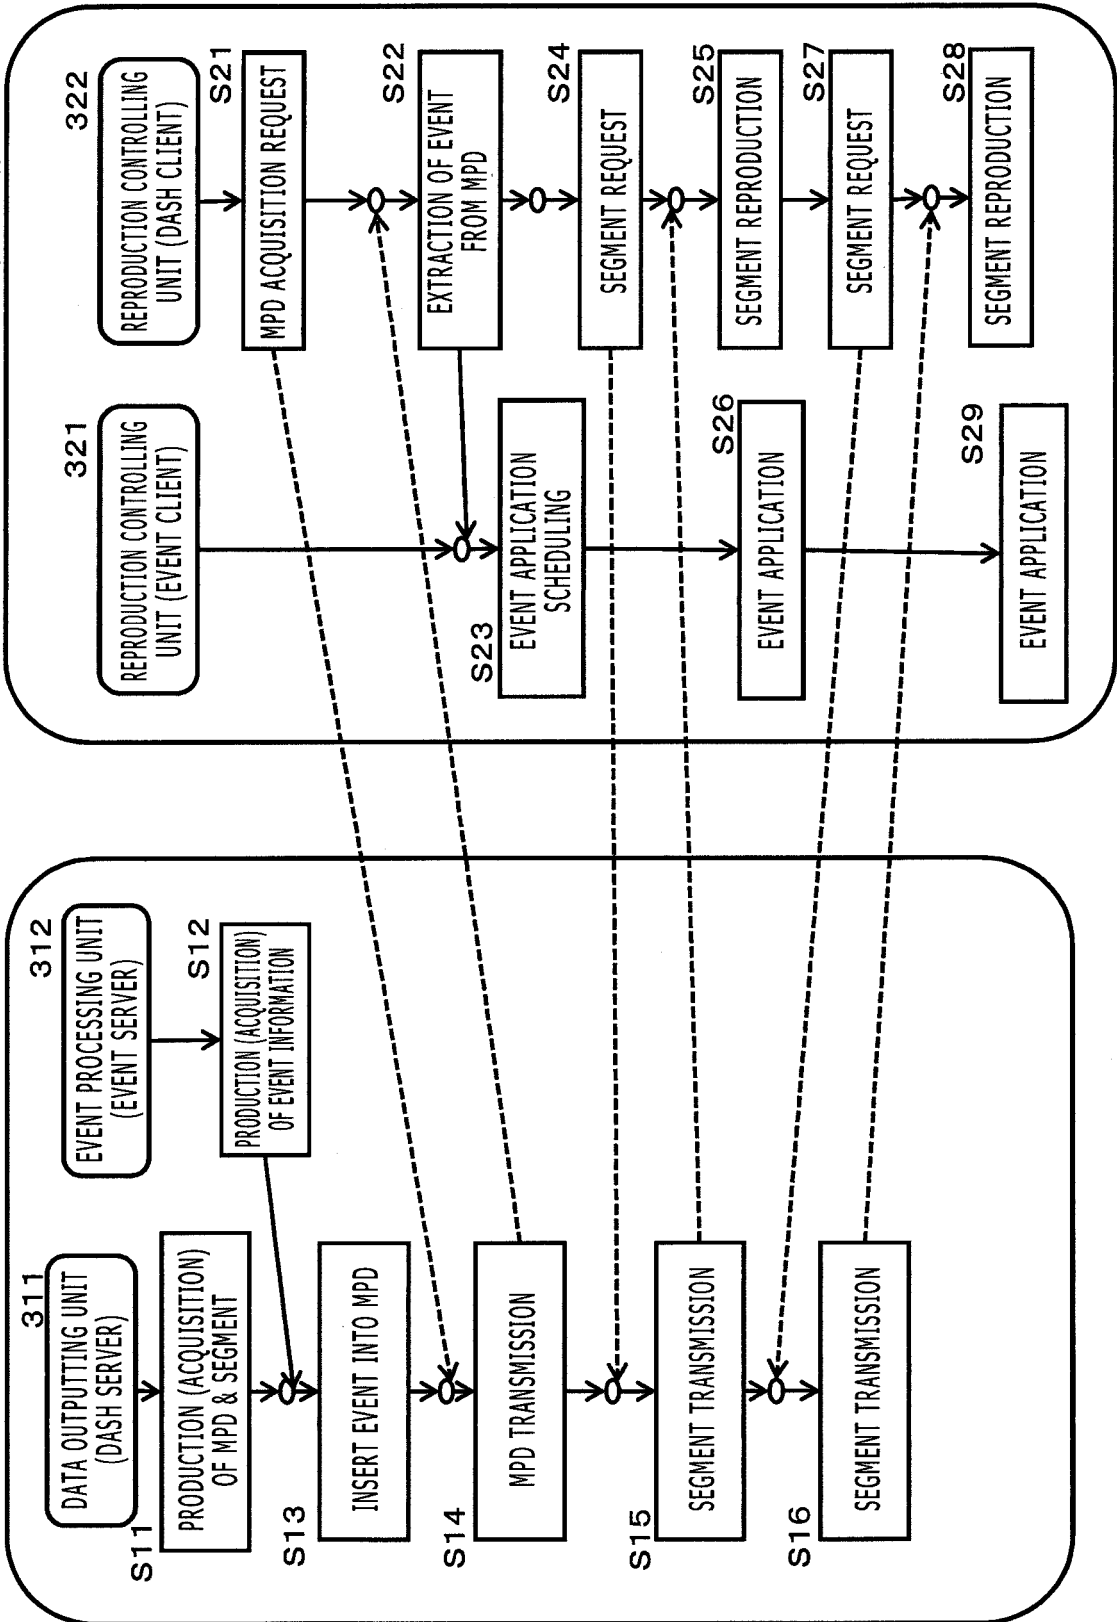 311
DATA OUTPUTTING UNIT
(DASH SERVER)
S11
PRODUCTION (ACQUISITION)
OF MPD & SEGMENT
S13
INSERT EVENT INTO MPD
S14
MPD TRANSMISSION
S15
SEGMENT TRANSMISSION
S16
SEGMENT TRANSMISSION
312
EVENT PROCESSING UNIT
(EVENT SERVER)
S12
PRODUCTION (ACQUISITION)
OF EVENT INFORMATION
321
REPRODUCTION CONTROLLING
UNIT (EVENT CLIENT)
S23
EVENT APPLICATION
SCHEDULING
S26
EVENT APPLICATION
S29
EVENT APPLICATION
322
REPRODUCTION CONTROLLING
UNIT (DASH CLIENT)
S21
MPD ACQUISITION REQUEST
S22
EXTRACTION OF EVENT
FROM MPD
S24
SEGMENT REQUEST
S25
SEGMENT REPRODUCTION
S27
SEGMENT REQUEST
S28
SEGMENT REPRODUCTION